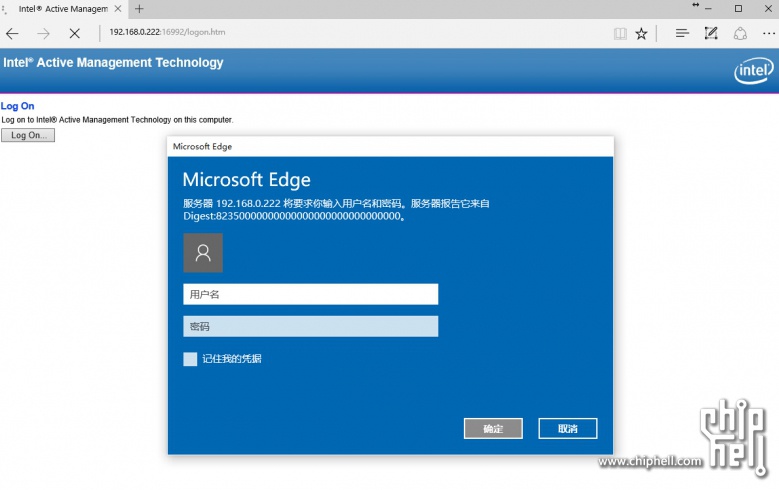 Intel® Active Managem
192.168.0.222:16992/logon.htm
Intel® Active Management Technology
intel
Log On
Log on to Intel® Active Management Technology on this computer.
Log On...
Microsoft Edge
Microsoft Edge
服务器 192.168.0.222 将要求你输入用户名和密码。服务器报告它来自
Digest:82350000000000000000000000000000。
用户名
密码
记住我的凭据
确定
取消
chip
hell
www.chiphell.com